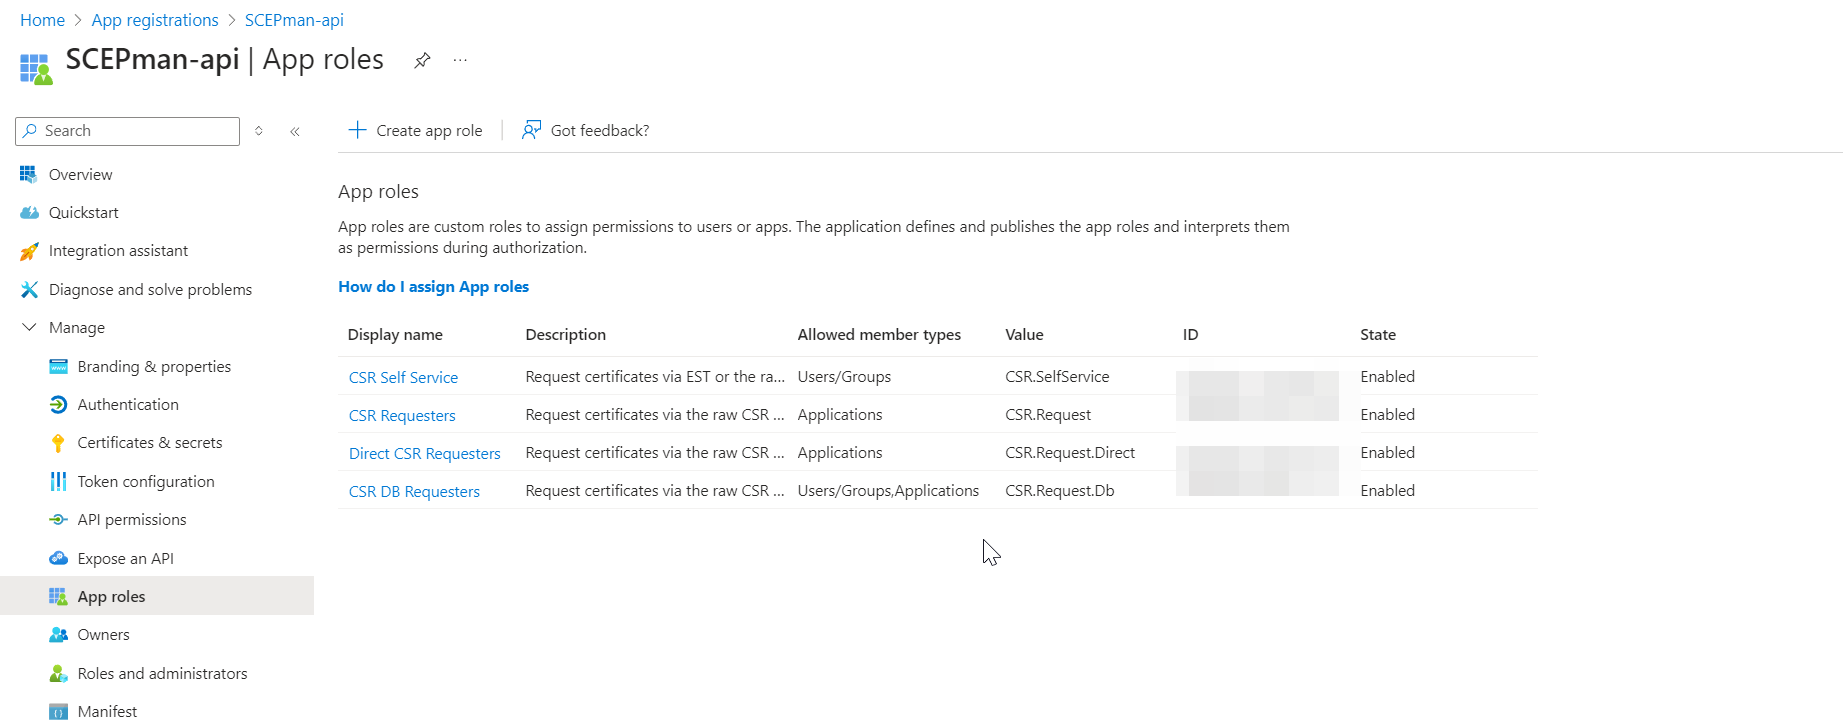 Home > App registrations > SCEPman-api
SCEPman-api | App roles ...
Search
Create app role
Got feedback?
Overview
Quickstart
Integration assistant
Diagnose and solve problems
Manage
Branding & properties
Authentication
Certificates & secrets
Token configuration
API permissions
Expose an API
App roles
Owners
Roles and administrators
Manifest
App roles
App roles are custom roles to assign permissions to users or apps. The application defines and publishes the app roles and interprets them
as permissions during authorization.
How do I assign App roles
Display name Description Allowed member types Value ID State
CSR Self Service Request certificates via EST or the ra... Users/Groups CSR.SelfService Enabled
CSR Requesters Request certificates via the raw CSR ... Applications CSR.Request Enabled
Direct CSR Requesters Request certificates via the raw CSR ... Applications CSR.Request.Direct Enabled
CSR DB Requesters Request certificates via the raw CSR ... Users/Groups,Applications CSR.Request.Db Enabled